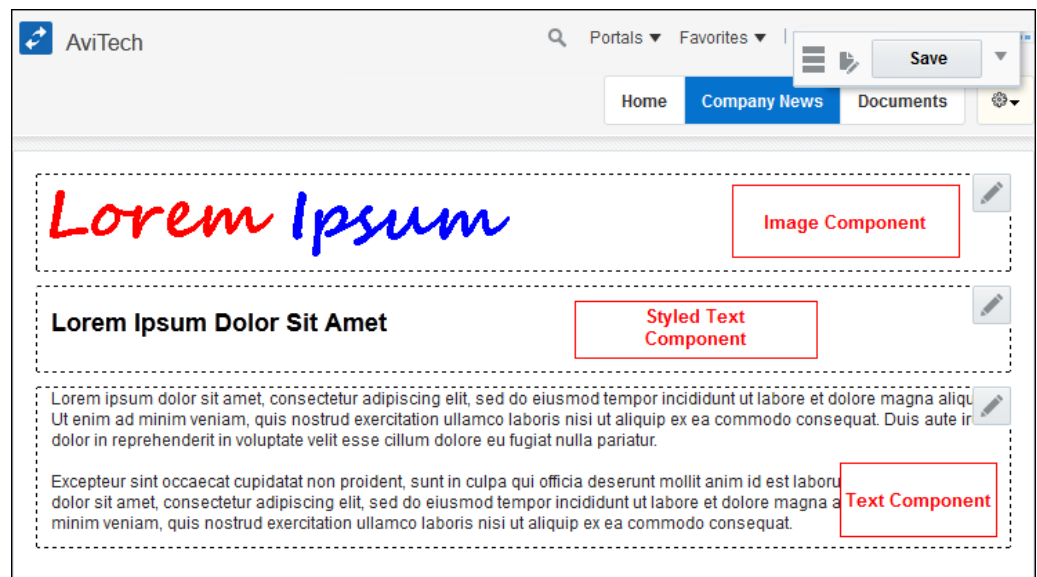 AviTech
Portals Favorites
Save
Home Company News Documents
Lorem Ipsum
Image Component
Lorem Ipsum Dolor Sit Amet
Styled Text
Component
Lorem ipsum dolor sit amet, consectetur adipiscing elit, sed do eiusmod tempor incididunt ut labore et dolore magna
Ut enim ad minim veniam, quis nostrud exercitation ullamco laboris nisi ut aliquip ex ea commodo consequat. Duis aute
dolor in reprehenderit in voluptate velit esse cillum dolore eu fugiat nulla pariatur.
Excepteur sint occaecat cupidatat non proident, sunt in culpa qui officia deserunt mollit anim id est
dolor sit amet, consectetur adipiscing elit, sed do eiusmod tempor incididunt ut labore et dolore magna
minim veniam, quis nostrud exercitation ullamco laboris nisi ut aliquip ex ea commodo consequat.
Text Component